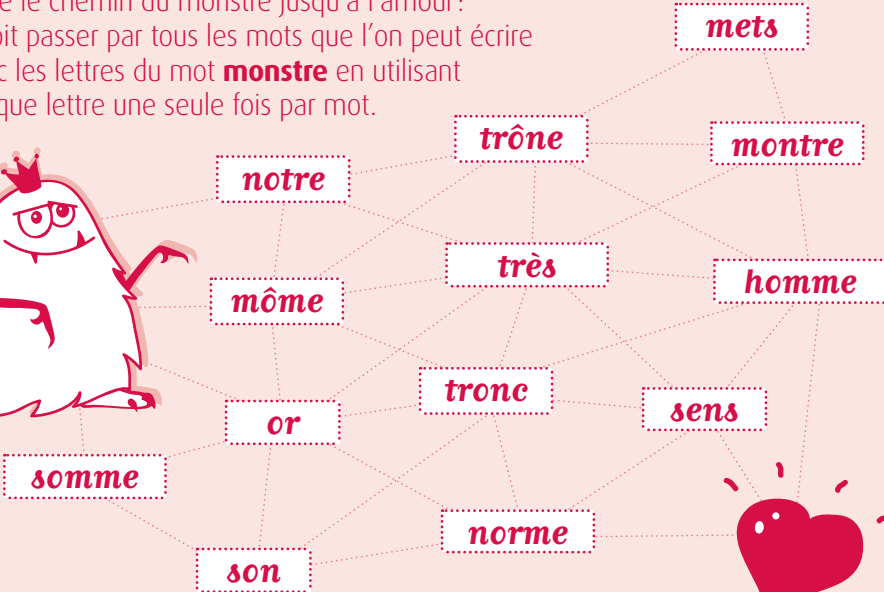 le chemin du monstre jusqu'à l'amour :
passer par tous les mots que l'on peut écrire
les lettres du mot monstre en utilisant
que lettre une seule fois par mot.
mets
trône
montre
notre
très
homme
môme
tronc
sens
or
somme
norme
son